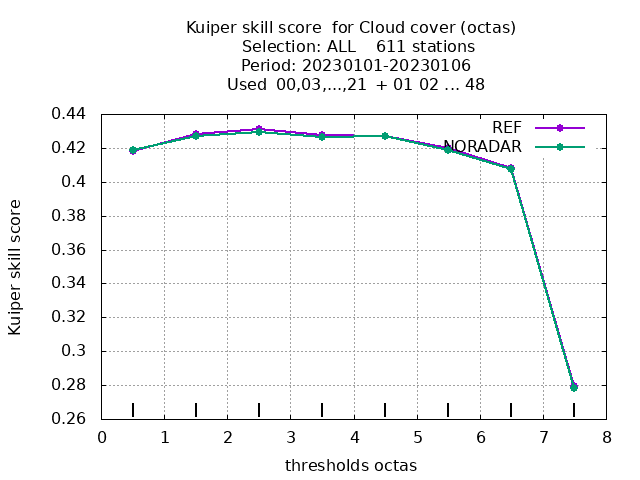 Kuiper skill score  for Cloud cover (octas)
Selection: ALL    611 stations
Period: 20230101-20230106
Used  00,03,...,21  + 01 02 ... 48
REF
NORADAR
0.44
0.42
0.4
0.38
0.36
0.34
0.32
0.3
0.28
0.26
Kuiper skill score
0 1 2 3 4 5 6 7 8
thresholds octas